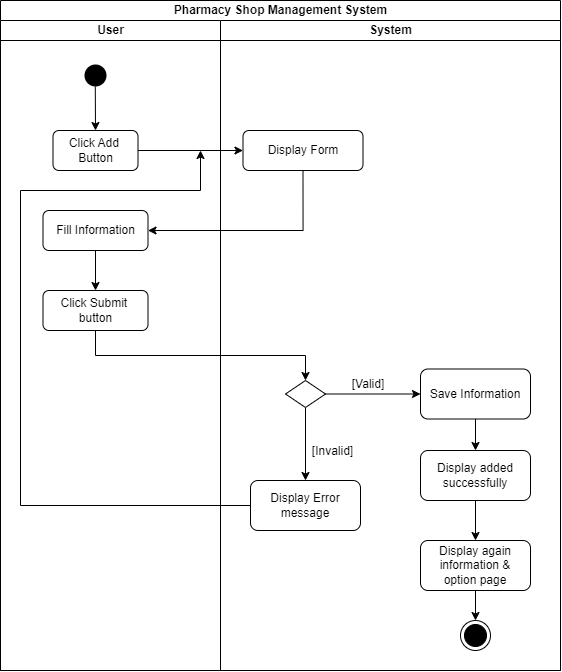 Pharmacy Shop Management System
User
System
Click Add
Button
Display Form
Fill Information
Click Submit
button
[Valid]
Save Information
[Invalid]
Display added
successfully
Display Error
message
Display again
information &
option page